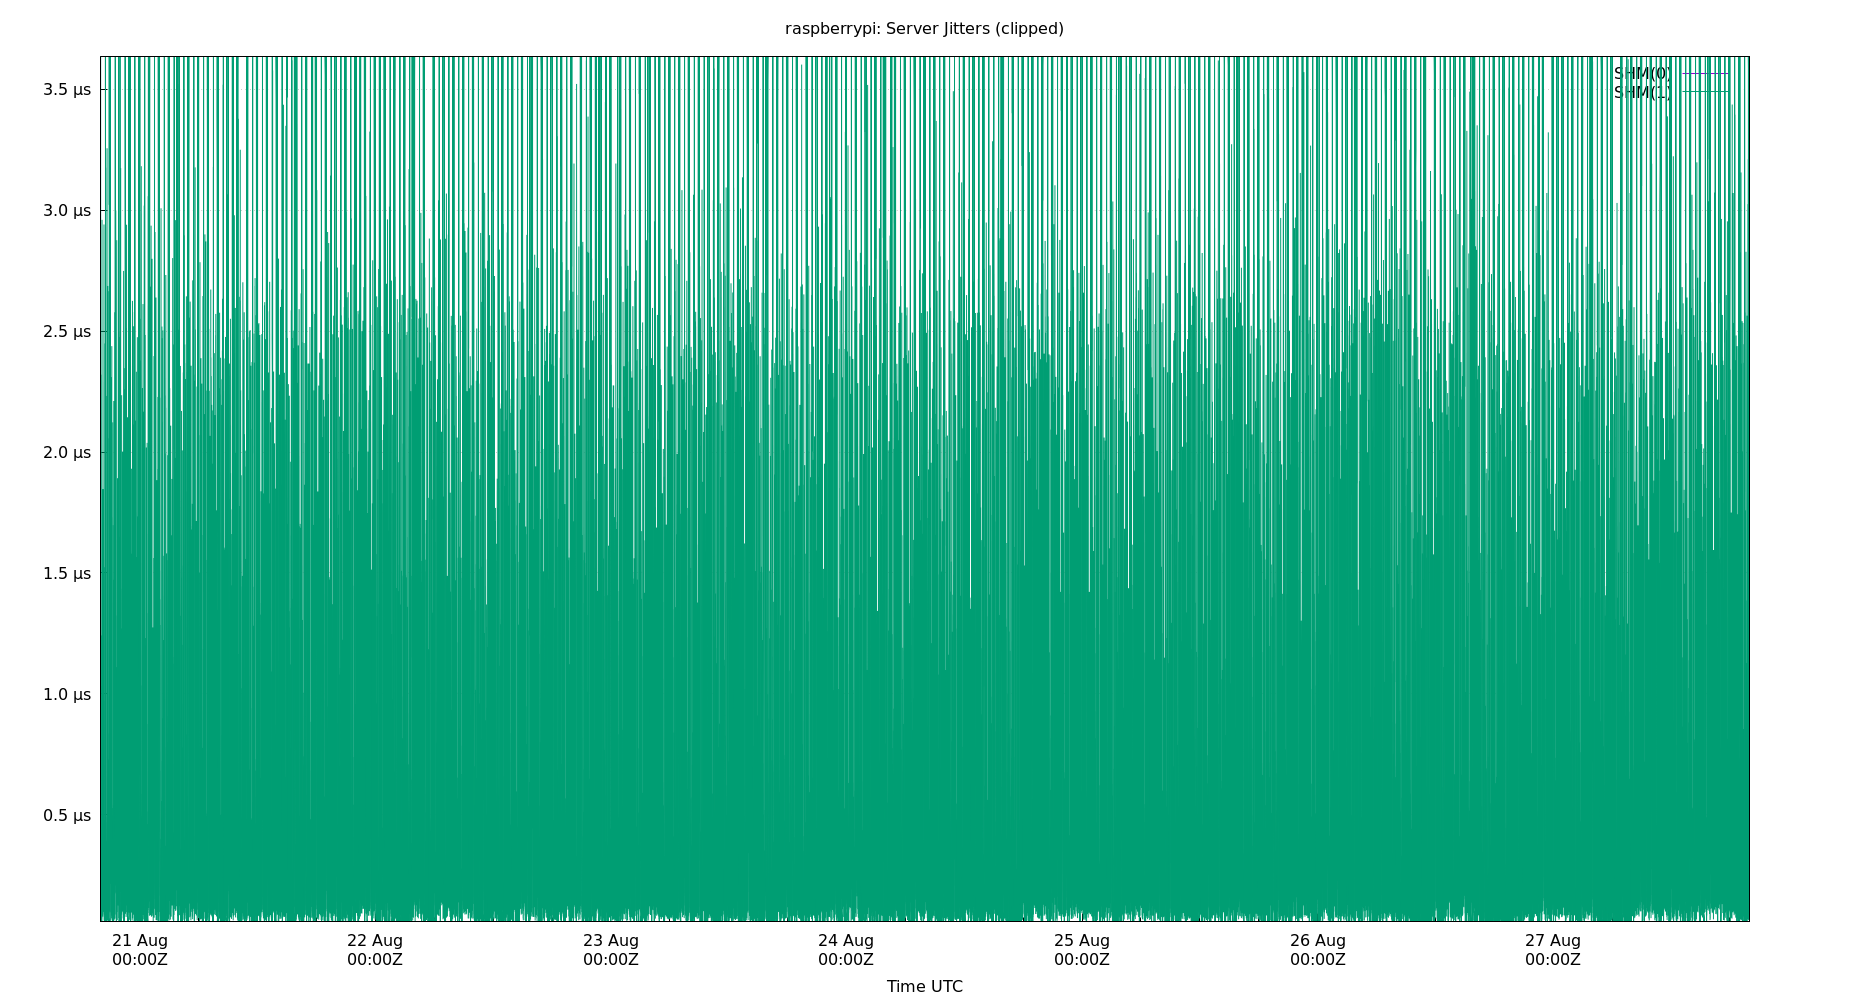 raspberrypi: Server Jitters (clipped)
SHM(0)
SHM(1)
3.5 µs
3.0 µs
2.5 µs
2.0 µs
1.5 µs
1.0 µs
0.5 µs
21 Aug 22 Aug 23 Aug 24 Aug 25 Aug 26 Aug 27 Aug
00:00Z 00:00Z 00:00Z 00:00Z 00:00Z 00:00Z 00:00Z
Time UTC